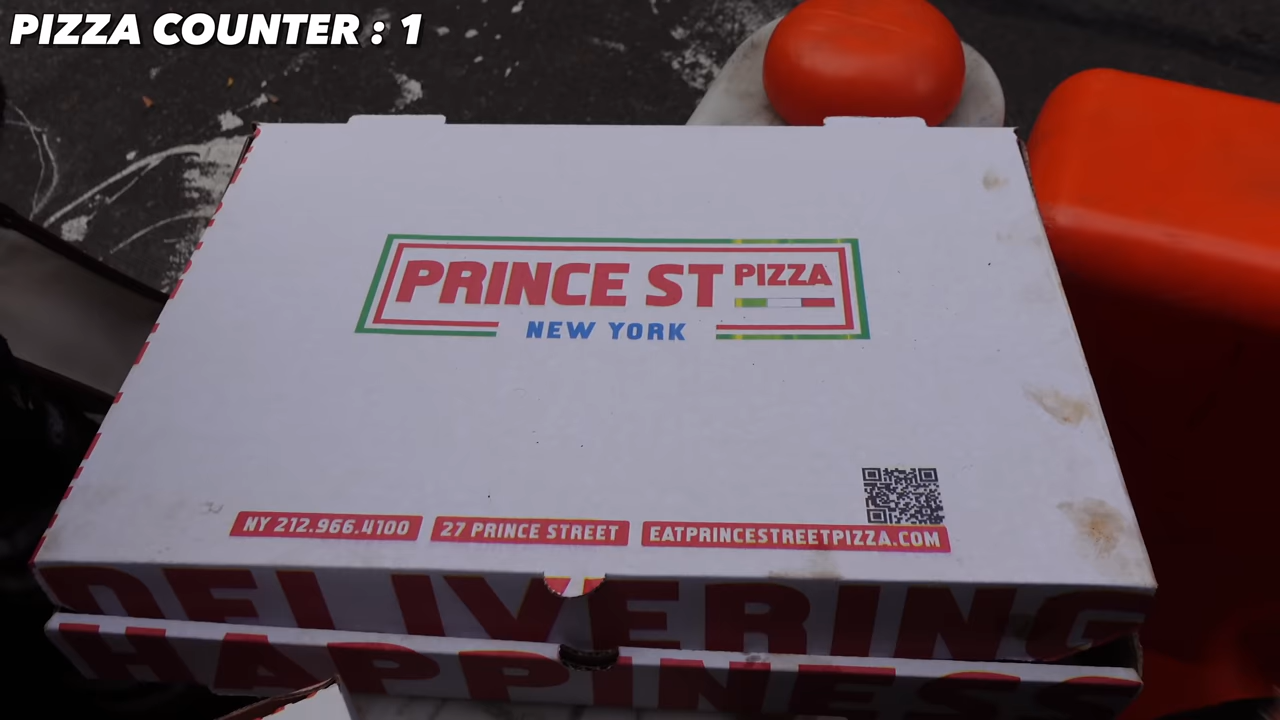 PIZZA COUNTER : 1
PRINCE ST PIZZA
NEW YORK
NY 212.966.4100 27 PRINCE STREET EATPRINCESTREETPIZZA.COM
DELIVERING
HAPPINESS